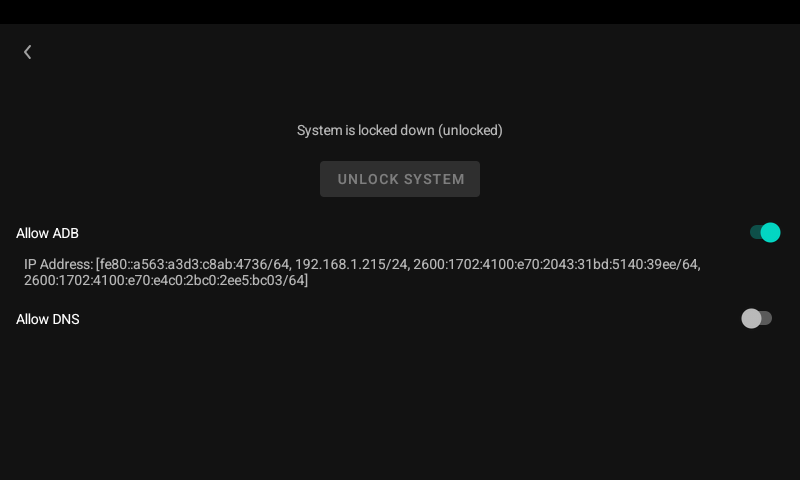 System is locked down (unlocked)
UNLOCK SYSTEM
Allow ADB
IP Address: [fe80::a563:a3d3:c8ab:4736/64, 192.168.1.215/24, 2600:1702:4100:e70:2043:31bd:5140:39ee/64,
2600:1702:4100:e70:e4c0:2bc0:2ee5:bc03/64]
Allow DNS